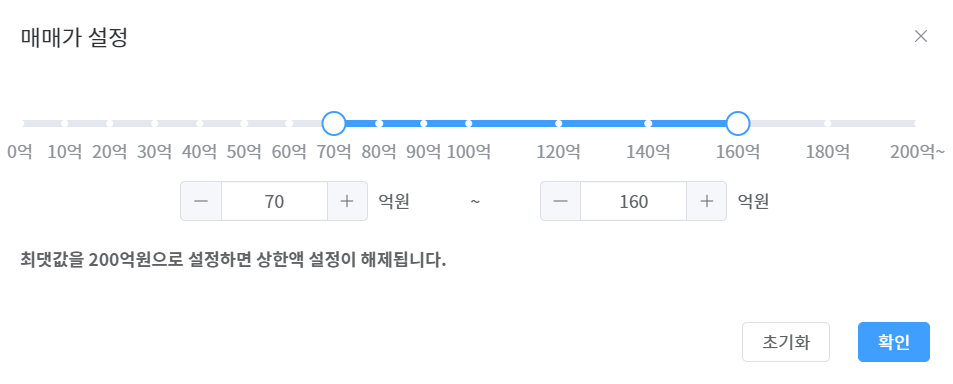 매매가 설정
0억 10억 20억 30억 40억 50억 60억 70억 80억 90억 100억 120억 140억 160억 180억 200억~
70 억원 ~ 160 억원
최댓값을 200억원으로 설정하면 상한액 설정이 해제됩니다.
초기화 확인